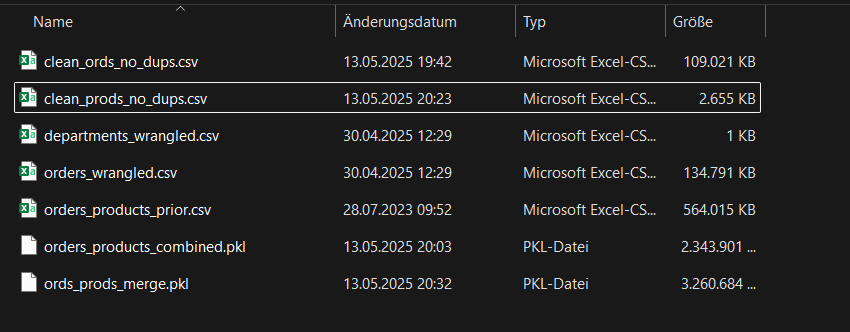 Name Änderungsdatum Typ Größe
clean_ords_no_dups.csv 13.05.2025 19:42 Microsoft Excel-CS... 109.021 KB
clean_prods_no_dups.csv 13.05.2025 20:23 Microsoft Excel-CS... 2.655 KB
departments_wrangled.csv 30.04.2025 12:29 Microsoft Excel-CS... 1 KB
orders_wrangled.csv 30.04.2025 12:29 Microsoft Excel-CS... 134.791 KB
orders_products_prior.csv 28.07.2023 09:52 Microsoft Excel-CS... 564.015 KB
orders_products_combined.pkl 13.05.2025 20:03 PKL-Datei 2.343.901 ...
ords_prods_merge.pkl 13.05.2025 20:32 PKL-Datei 3.260.684 ...